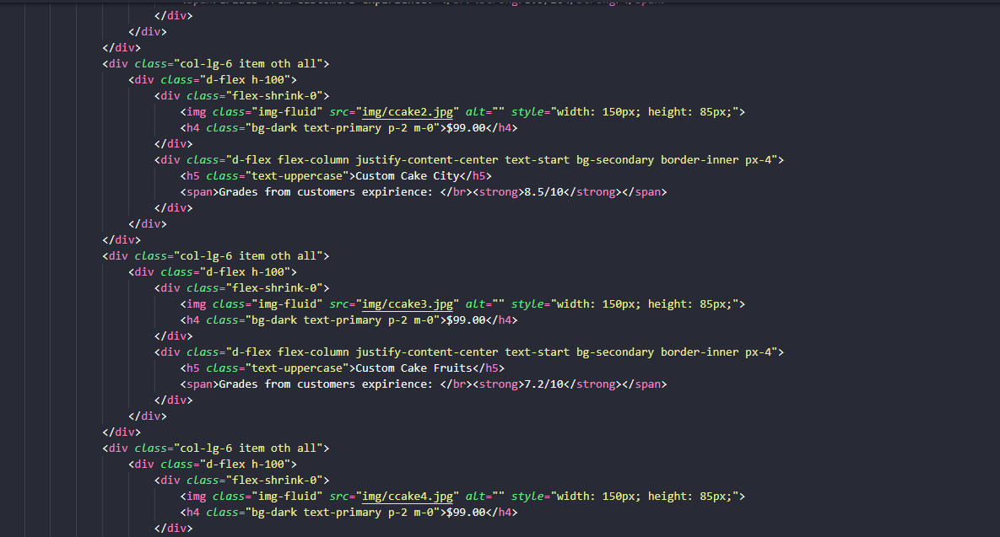 </div>
</div>
</div>
<div class="col-lg-6 item oth all">
<div class="d-flex h-100">
<div class="flex-shrink-0">
<img class="img-fluid" src="img/ccake2.jpg" alt="" style="width: 150px; height: 85px;">
<h4 class="bg-dark text-primary p-2 m-0">$99.00</h4>
</div>
<div class="d-flex flex-column justify-content-center text-start bg-secondary border-inner px-4">
<h5 class="text-uppercase">Custom Cake City</h5>
<span>Grades from customers expirience: </br><strong>8.5/10</strong></span>
</div>
</div>
</div>
<div class="col-lg-6 item oth all">
<div class="d-flex h-100">
<div class="flex-shrink-0">
<img class="img-fluid" src="img/ccake3.jpg" alt="" style="width: 150px; height: 85px;">
<h4 class="bg-dark text-primary p-2 m-0">$99.00</h4>
</div>
<div class="d-flex flex-column justify-content-center text-start bg-secondary border-inner px-4">
<h5 class="text-uppercase">Custom Cake Fruits</h5>
<span>Grades from customers expirience: </br><strong>7.2/10</strong></span>
</div>
</div>
</div>
<div class="col-lg-6 item oth all">
<div class="d-flex h-100">
<div class="flex-shrink-0">
<img class="img-fluid" src="img/ccake4.jpg" alt="" style="width: 150px; height: 85px;">
<h4 class="bg-dark text-primary p-2 m-0">$99.00</h4>
</div>